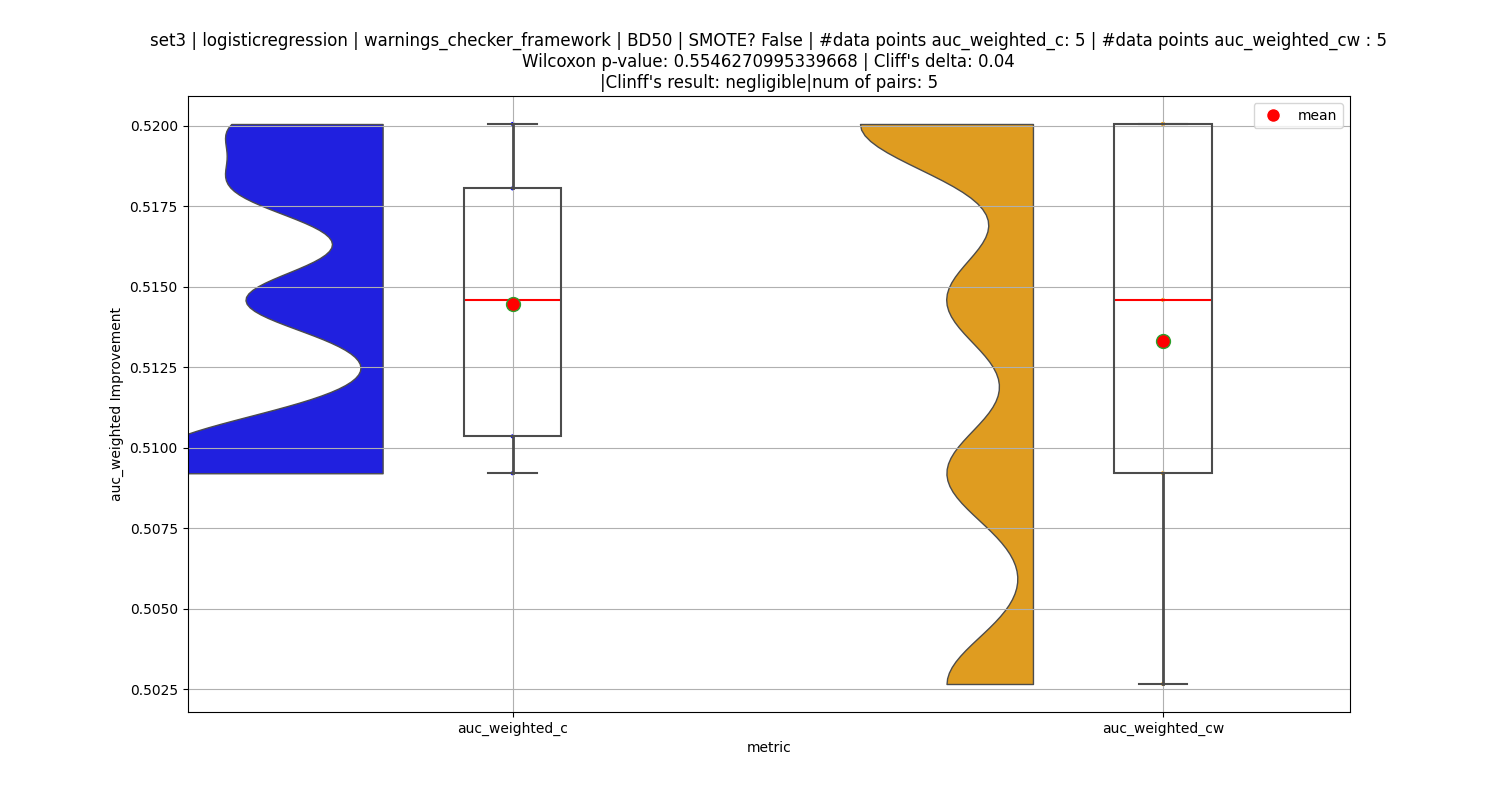 set3 | logisticregression | warnings_checker_framework | BD50 | SMOTE? False | #data points auc_weighted_c: 5 | #data points auc_weighted_cw : 5
Wilcoxon p-value: 0.5546270995339668 | Cliff's delta: 0.04
|Clinff's result: negligible|num of pairs: 5
mean
0.5200
0.5175
0.5150
0.5125
0.5100
0.5075
0.5050
0.5025
auc_weighted Improvement
auc_weighted_c
auc_weighted_cw
metric